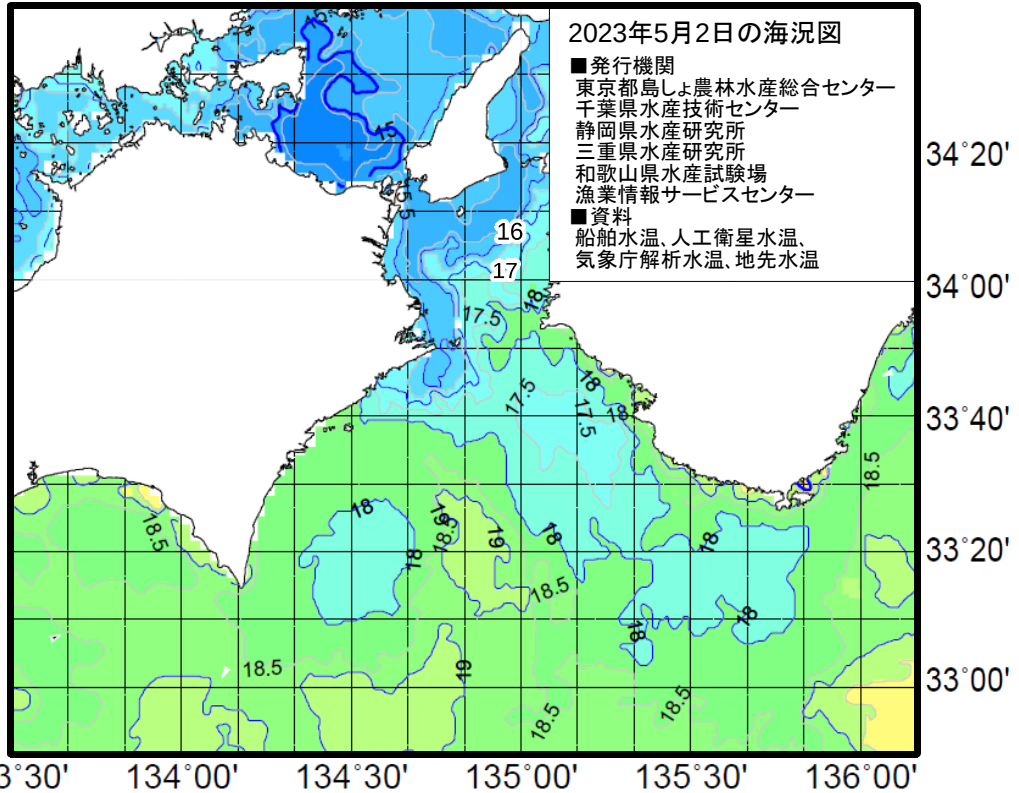 2023年5月2日の海況図
■発行機関
東京都島しょ農林水産総合センター
千葉県水産技術センター
静岡県水産研究所
三重県水産研究所
和歌山県水産試験場
漁業情報サービスセンター
■資料
船舶水温、人工衛星水温、
気象庁解析水温、地先水温
15
15
15.5
16
17
18
17.5
18
17.5
17.5
18
18.5
18
19
18.5
19
18
18
18
18.5
18.5
18
18
18.5
19
18.5
18.5
34°20'
34°00'
33°40'
33°20'
33°00'
3°30' 134°00' 134°30' 135°00' 135°30' 136°00'